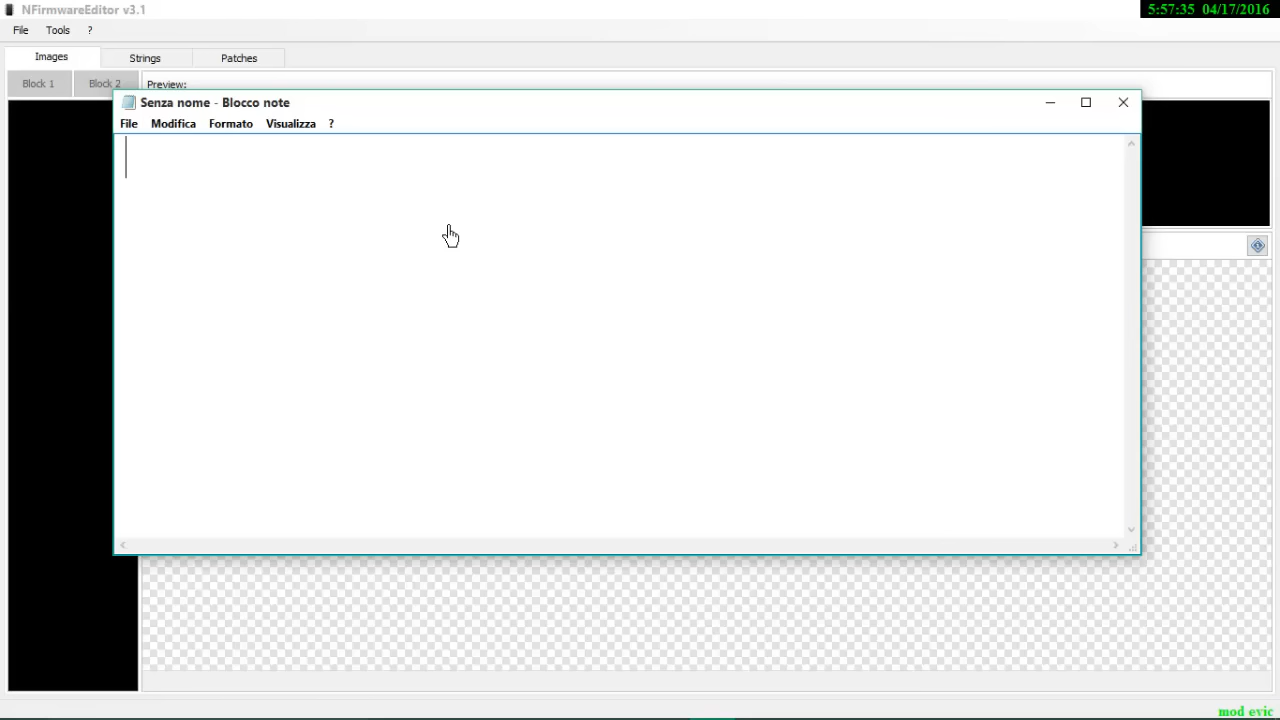 NFirmwareEditor v3.1
5:57:35 04/17/2016
File Tools ?
Images Strings Patches
Block 1 Block 2 Preview:
Senza nome - Blocco note
File Modifica Formato Visualizza ?
mod evic